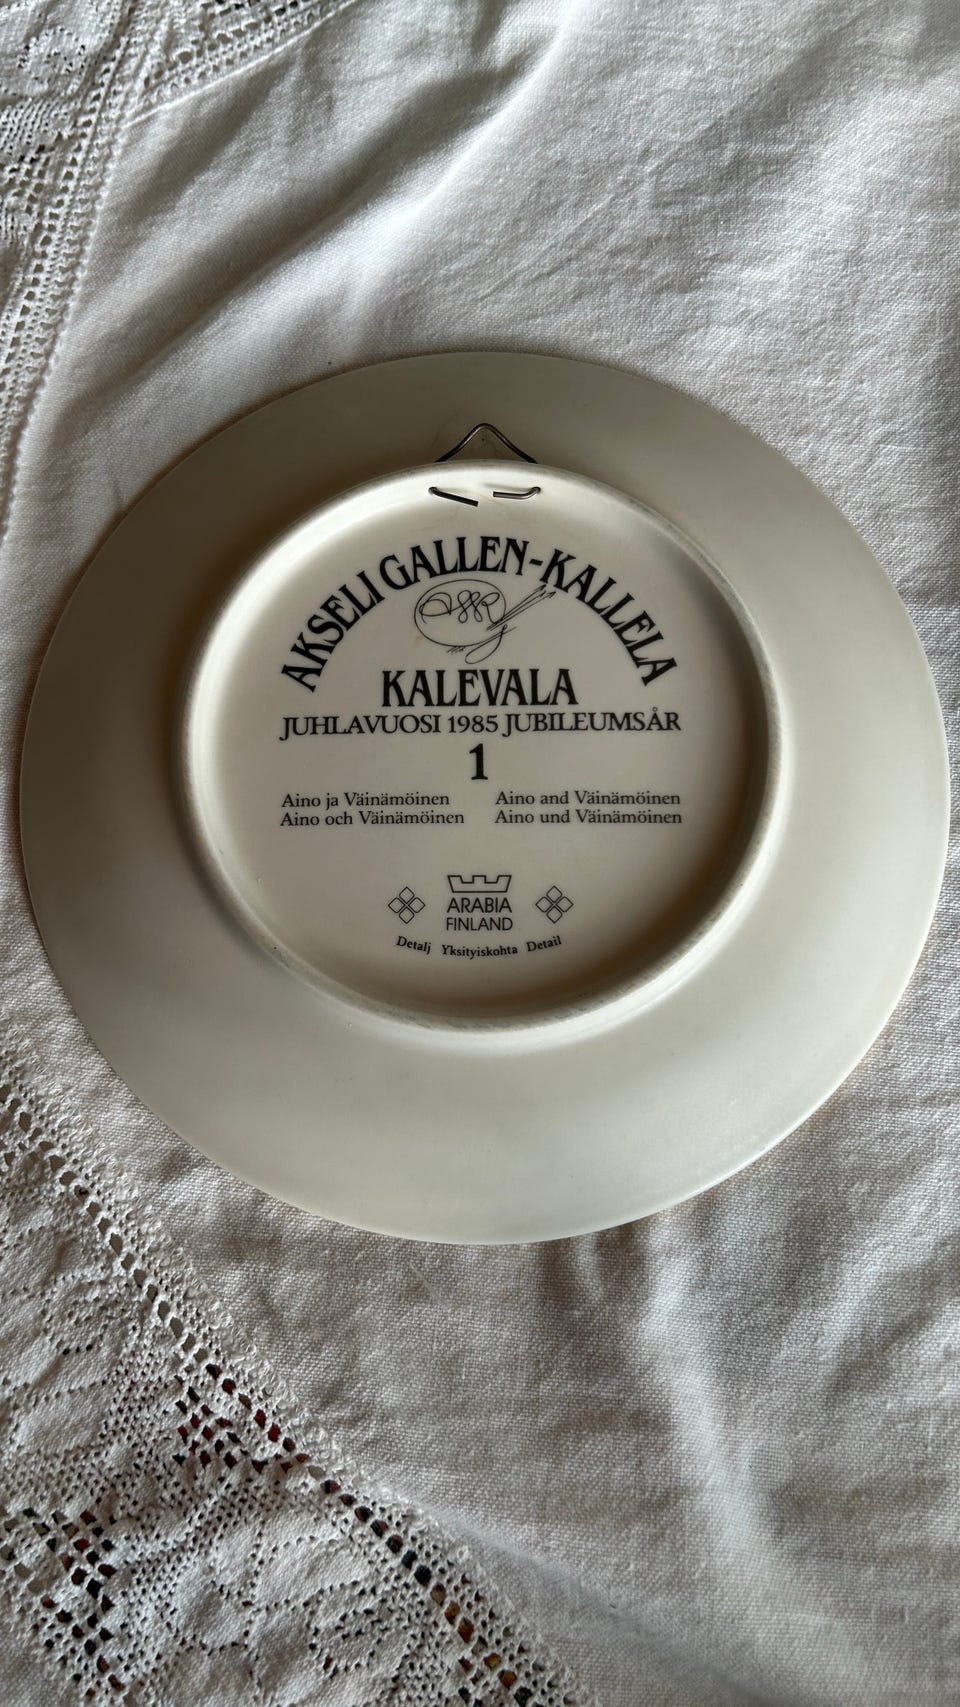 AKSELI GALLEN-KALLELA
KALEVALA
JUHLAVUOSI 1985 JUBILEUMSÅR
1
Aino ja Väinämöinen
Aino och Väinämöinen
Aino and Väinämöinen
Aino und Väinämöinen
ARABIA
FINLAND
Detalj Yksityiskohta Detail